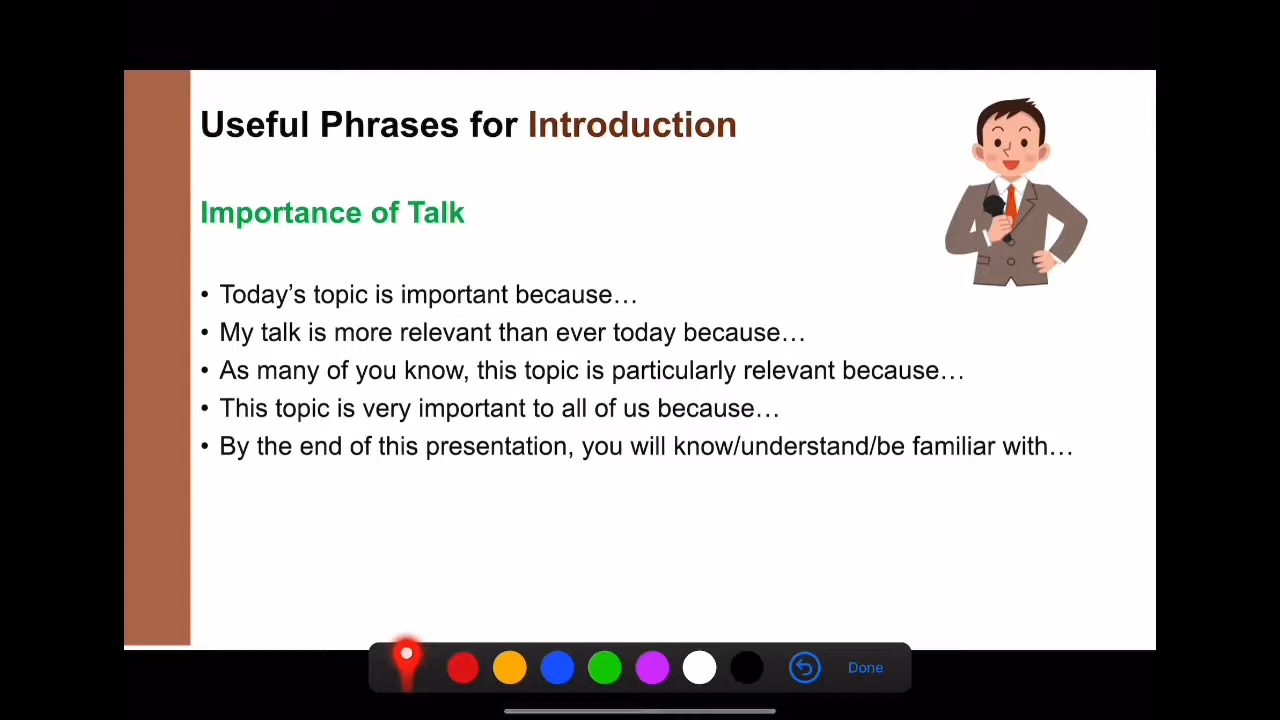 Useful Phrases for Introduction
Importance of Talk
• Today’s topic is important because…
• My talk is more relevant than ever today because…
• As many of you know, this topic is particularly relevant because…
• This topic is very important to all of us because…
• By the end of this presentation, you will know/understand/be familiar with…
Done